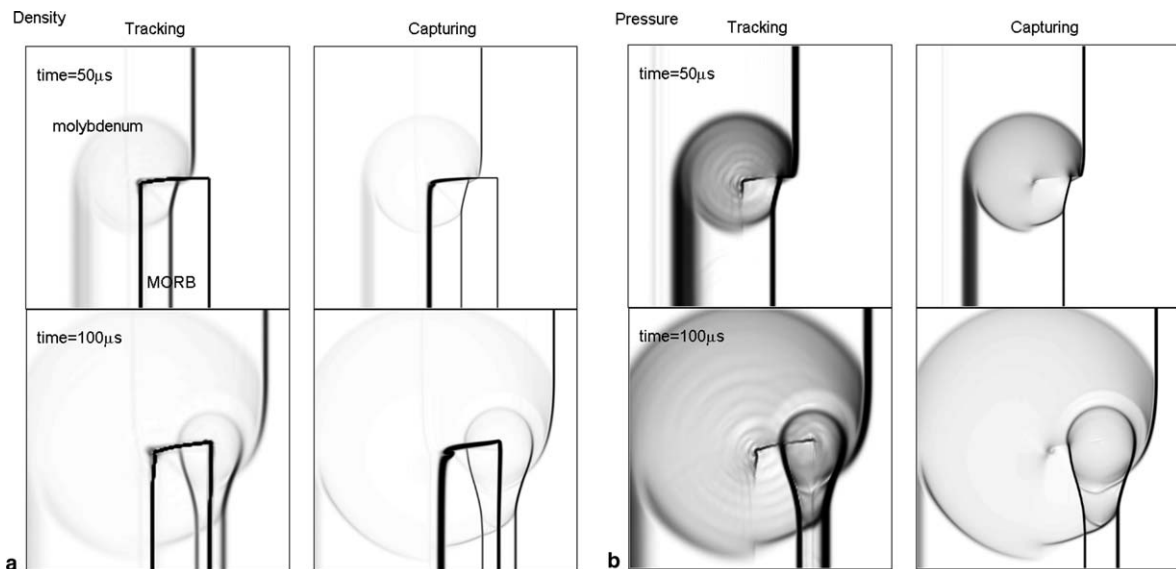 Density
Tracking
Capturing
time=50μs
molybdenum
MORB
time=100μs
a
Pressure
Tracking
Capturing
time=50μs
time=100μs
b